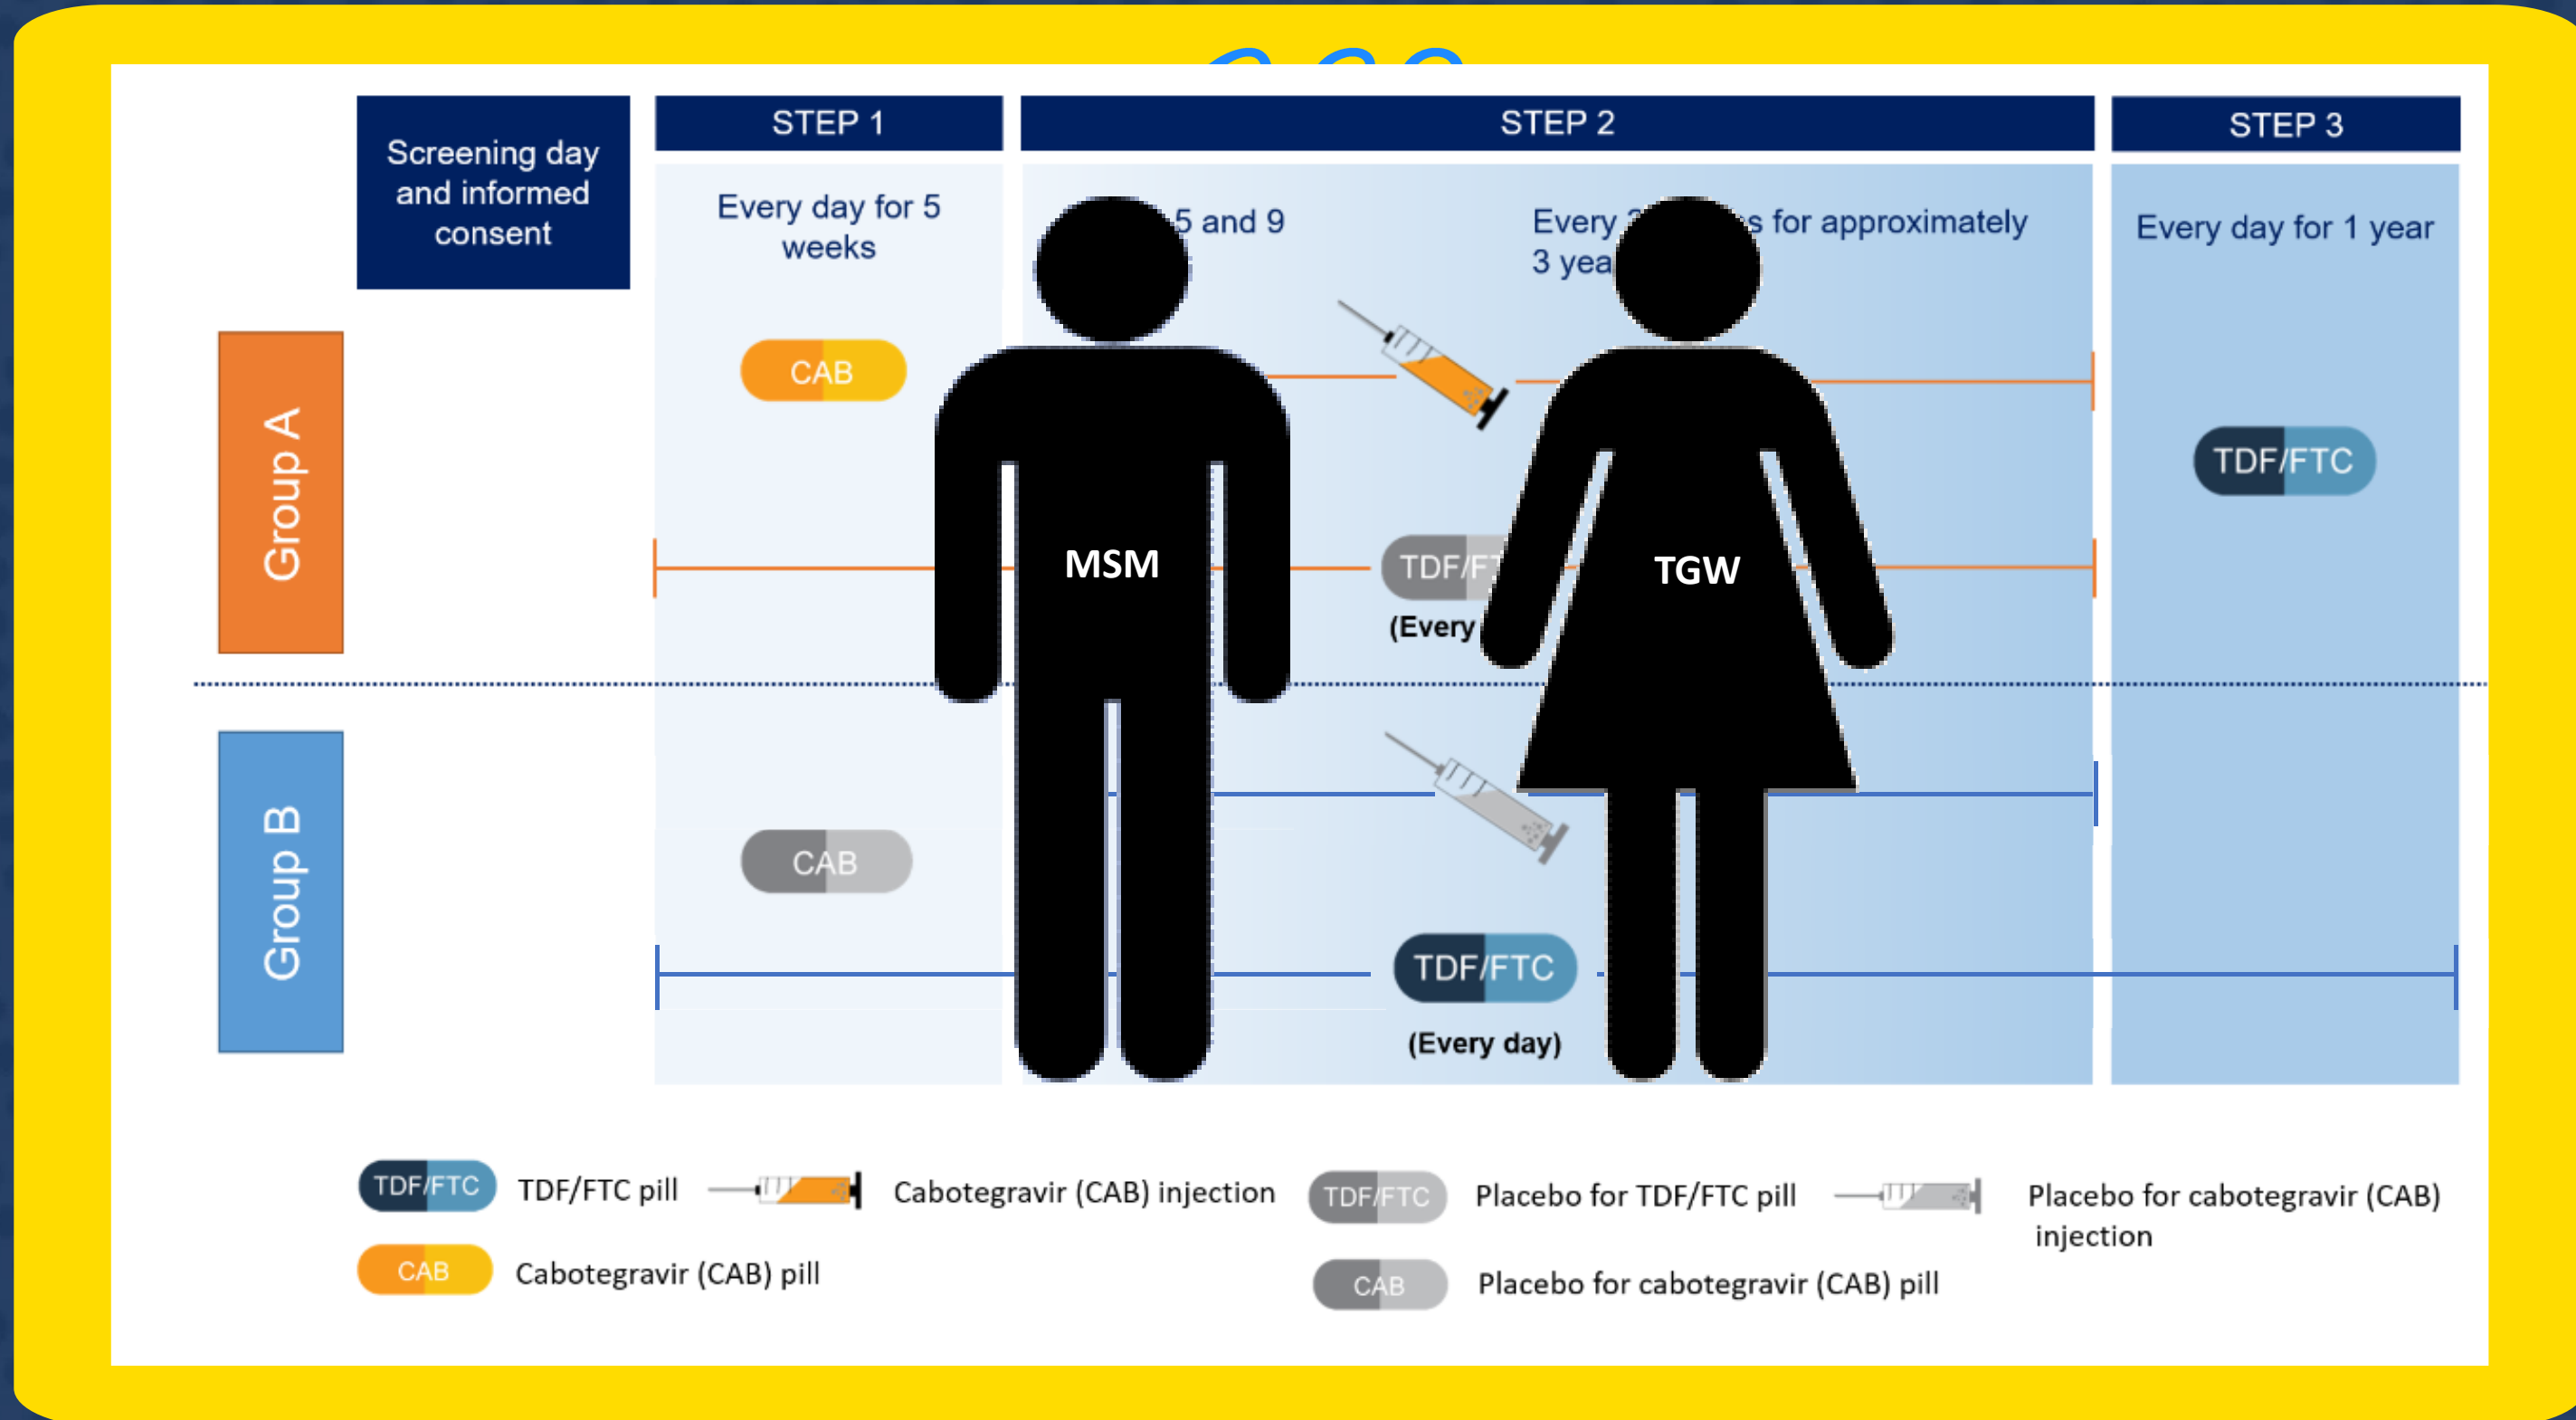 Screening day
and informed
consent
STEP 1
STEP 2
STEP 3
Every day for 5
weeks
5 and 9
Every
s for approximately
3 yea
Every day for 1 year
Group A
CAB
TDF/FTC
MSM
TGW
TDF/F
(Every
Group B
CAB
TDF/FTC
(Every day)
TDF/FTC TDF/FTC pill
Cabotegravir (CAB) injection
TDF/FTC Placebo for TDF/FTC pill
Placebo for cabotegravir (CAB)
injection
CAB Cabotegravir (CAB) pill
CAB Placebo for cabotegravir (CAB) pill